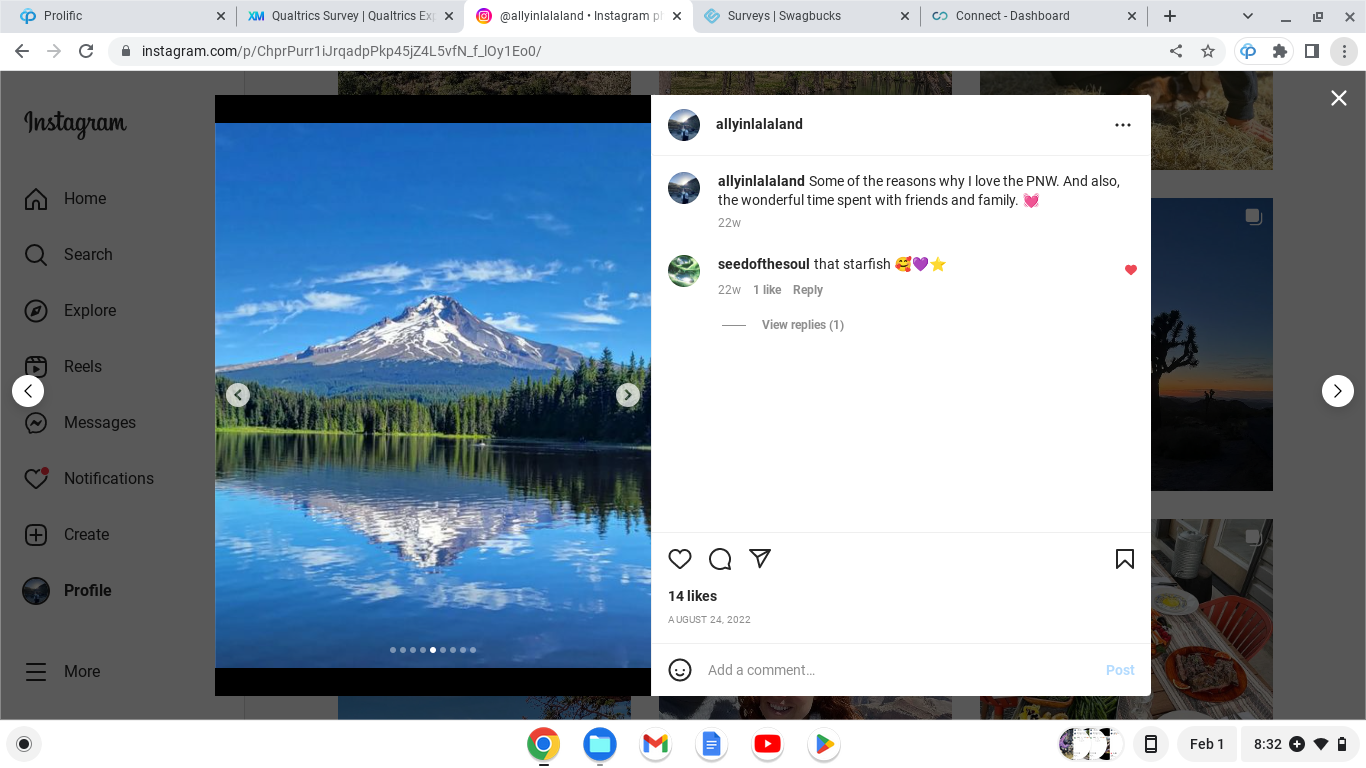 Prolific
Qualtrics Survey | Qualtrics Exp
@allyinlalaland • Instagram ph
Surveys | Swagbucks
Connect - Dashboard
instagram.com/p/ChprPurr1iJrqadpPkp45jZ4L5vfN_f_lOy1Eo0/
Instagram
Home
Search
Explore
Reels
Messages
Notifications
Create
Profile
More
allyinlalaland
allyinlalaland Some of the reasons why I love the PNW. And also,
the wonderful time spent with friends and family. 💓
22w
seedofthesoul that starfish 🥰💜⭐
22w 1 like Reply
View replies (1)
14 likes
AUGUST 24, 2022
Add a comment…
Post
Feb 1
8:32